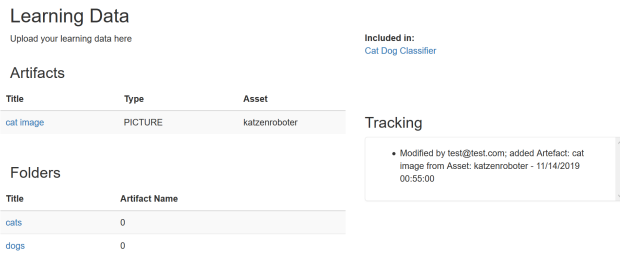 Learning Data
Upload your learning data here
Artifacts
Title Type Asset
cat image PICTURE katzenroboter
Folders
Title Artifact Name
cats 0
dogs 0
Included in:
Cat Dog Classifier
Tracking
• Modified by test@test.com; added Artefact: cat
image from Asset: katzenroboter - 11/14/2019
00:55:00